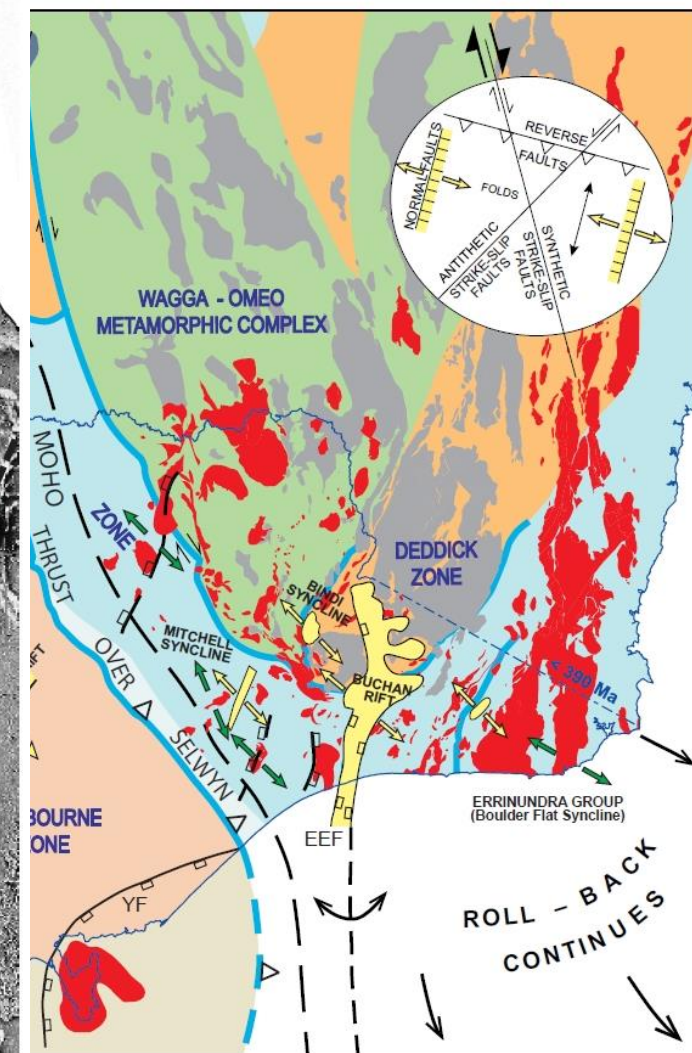 REVERSE
FAULTS
NORMAL FAULTS
FOLDS
ANTITHETIC
STRIKE-SLIP
FAULTS
SYNTHETIC
STRIKE-SLIP
FAULTS
WAGGA - OMEO
METAMORPHIC COMPLEX
MOHO
THRUST
OVER
SELWYN
ZONE
DEDDICK
ZONE
BINDI
SYNCLINE
MITCHELL
SYNCLINE
BUCHAN
RIFT
< 390 Ma
BOURNE
ONE
ERRINUNDRA GROUP
(Boulder Flat Syncline)
EEF
YF
ROLL – BACK
CONTINUES